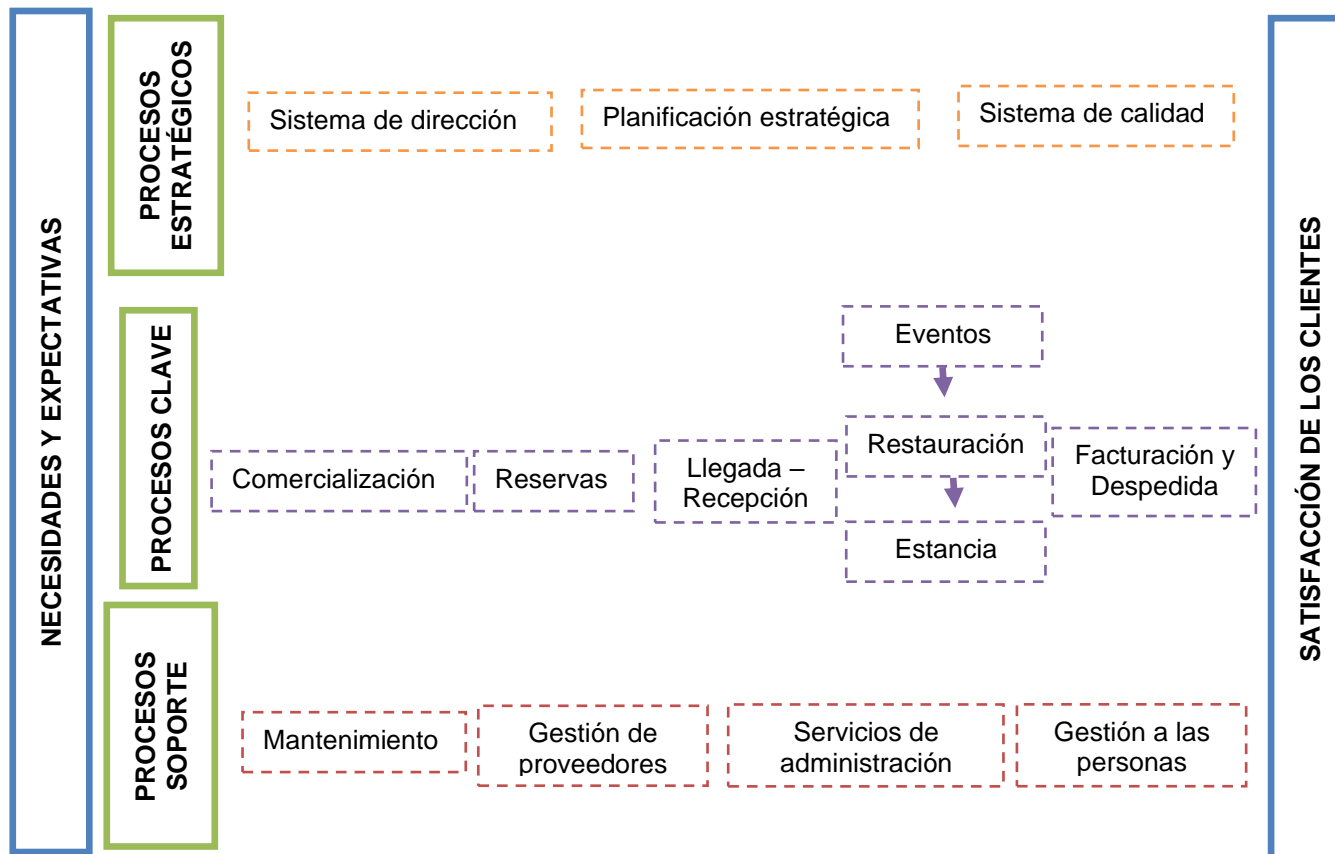 NECESIDADES Y EXPECTATIVAS
PROCESOS
ESTRATÉGICOS
Sistema de dirección
Planificación estratégica
Sistema de calidad
PROCESOS CLAVE
Comercialización
Reservas
Llegada –
Recepción
Eventos
Restauración
Estancia
Facturación y
Despedida
PROCESOS
SOPORTE
Mantenimiento
Gestión de
proveedores
Servicios de
administración
Gestión a las
personas
SATISFACCIÓN DE LOS CLIENTES